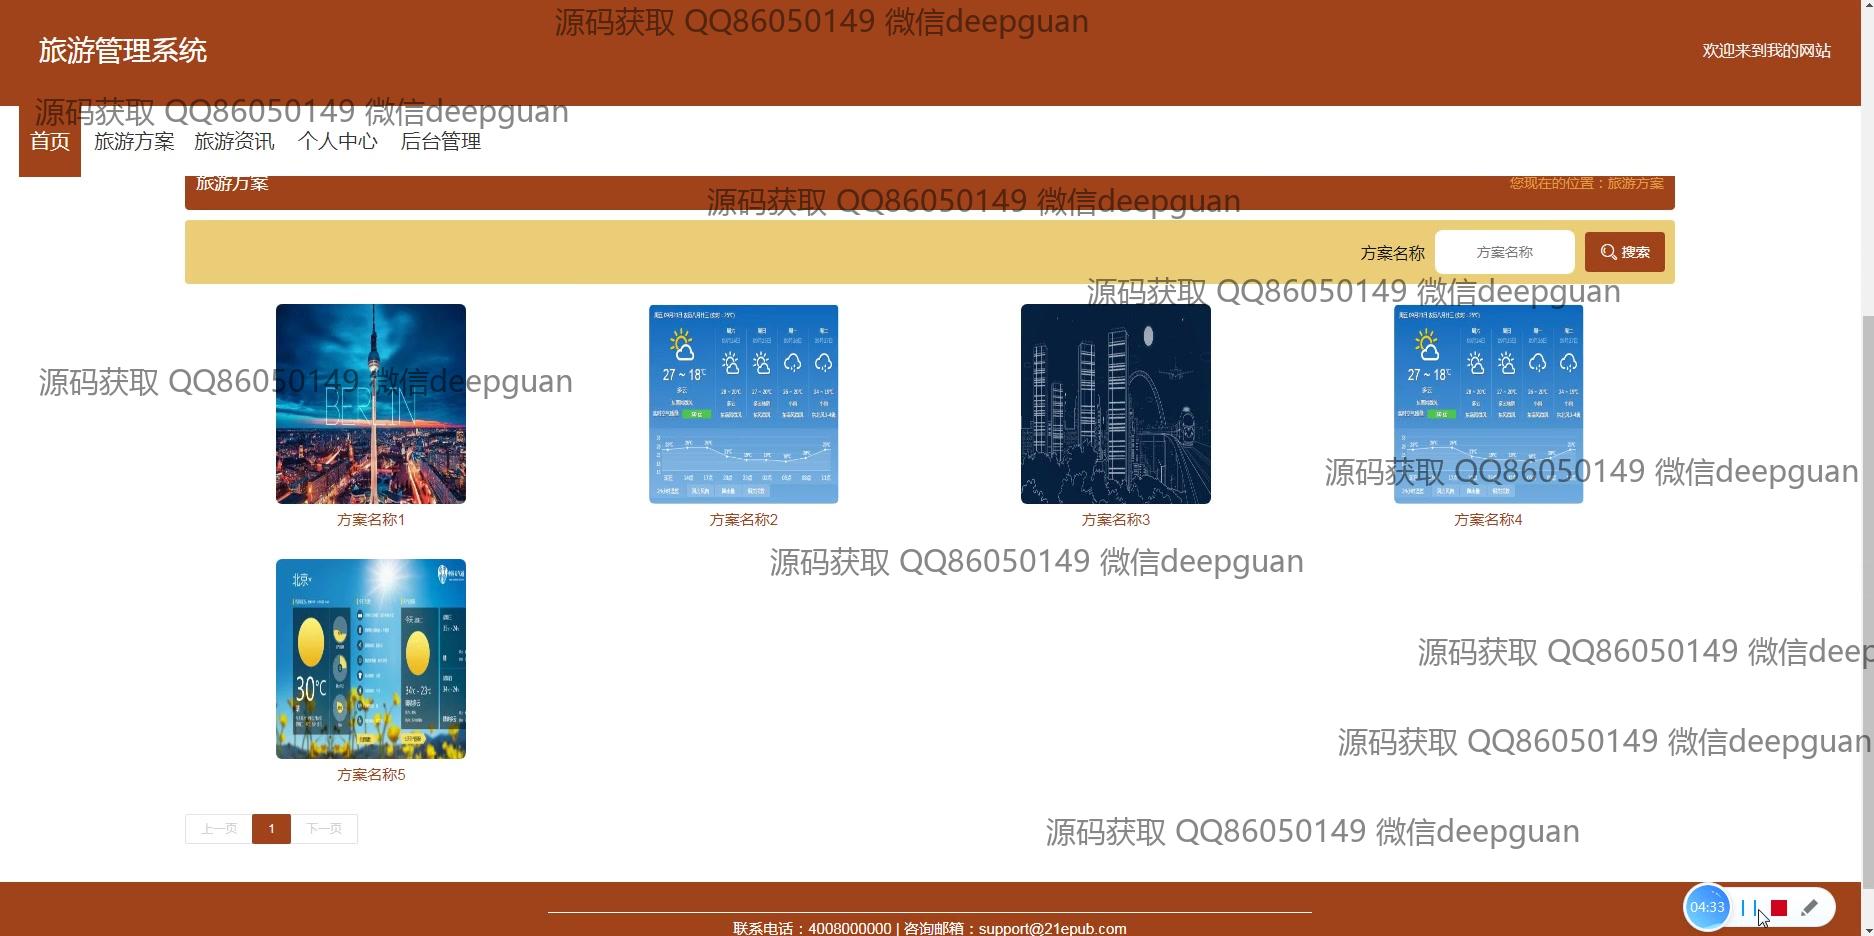 源码获取 QQ86050149 微信deepguan
旅游管理系统
欢迎来到我的网站
源码获取 QQ86050149 微信deepguan
首页 旅游方案 旅游资讯 个人中心 后台管理
旅游方案
您现在的位置：旅游方案
源码获取 QQ86050149 微信deepguan
方案名称
方案名称
搜索
源码获取 QQ86050149 微信deepguan
BERLIN
27 ~ 18℃
多云
27 ~ 18℃
多云
源码获取 QQ86050149 微信deepguan
源码获取 QQ86050149 微信deepguan
方案名称1
方案名称2
方案名称3
方案名称4
源码获取 QQ86050149 微信deepguan
北京
30℃
34℃~23℃
源码获取 QQ86050149 微信deep
源码获取 QQ86050149 微信deepguan
方案名称5
上一页 1 下一页
源码获取 QQ86050149 微信deepguan
04:33
联系电话：4008000000 | 咨询邮箱：support@21epub.com